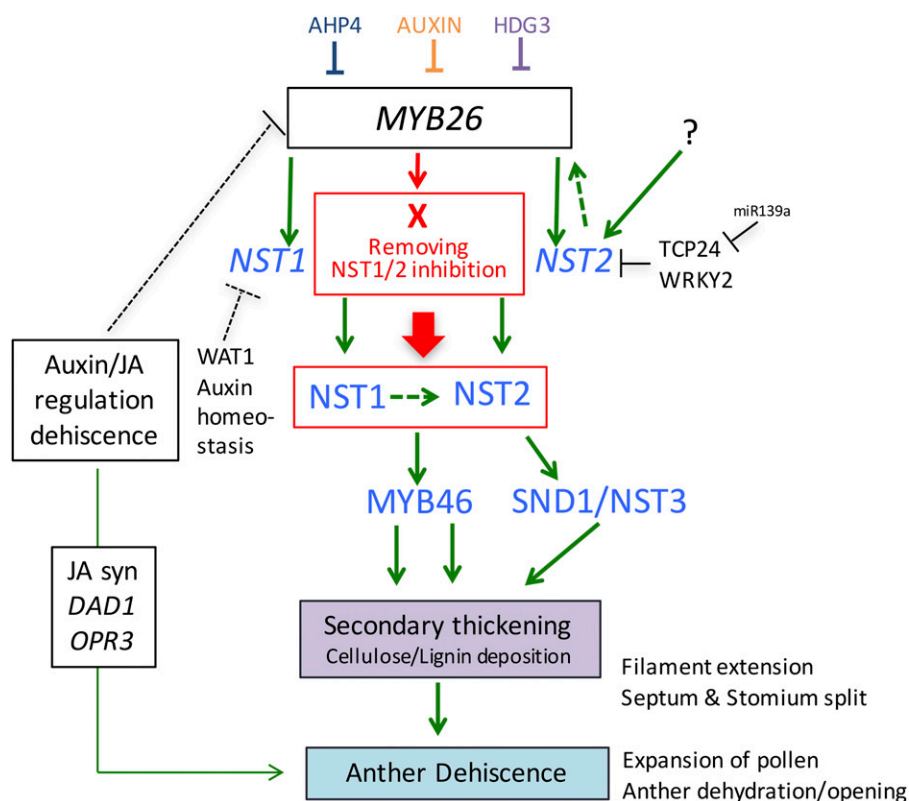 AHP4 AUXIN HDG3
MYB26
?
X
Removing
NST1/2 inhibition
NST1
NST2
miR139a
TCP24
WRKY2
WAT1
Auxin
homeo-
stasis
Auxin/JA
regulation
dehiscence
NST1 NST2
MYB46 SND1/NST3
JA syn
DAD1
OPR3
Secondary thickening
Cellulose/Lignin deposition
Filament extension
Septum & Stomium split
Anther Dehiscence
Expansion of pollen
Anther dehydration/opening